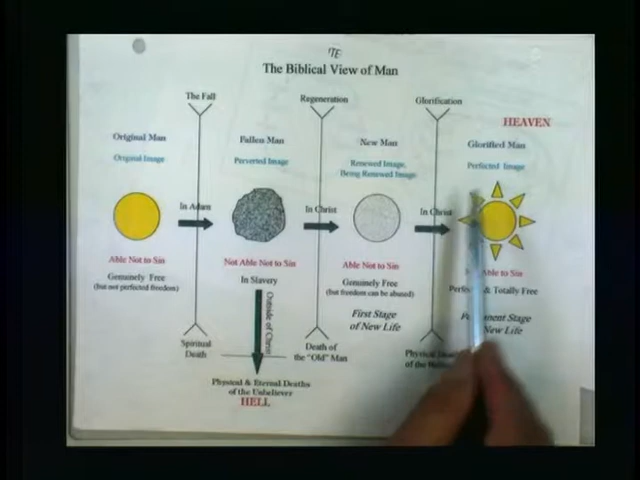 TE
The Biblical View of Man
The Fall
Regeneration
Glorification
HEAVEN
Original Man
Fallen Man
New Man
Glorified Man
Original Image
Perverted Image
Renewed Image,
Being Renewed Image
Perfected Image
In Adam
In Christ
In Christ
Able Not to Sin
Not Able Not to Sin
Able Not to Sin
Able to Sin
Genuinely Free
(but not perfected freedom)
In Slavery
Genuinely Free
(but freedom can be abused)
& Totally Free
Outside of Christ
First Stage
of New Life
Stage
New Life
Spiritual
Death
Death of
the "Old" Man
Physical
of the
Physical & Eternal Deaths
of the Unbeliever
HELL